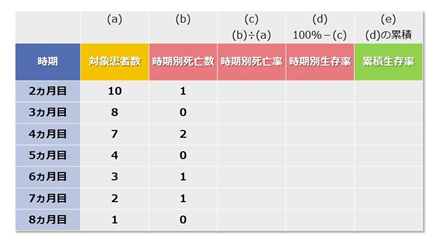 (a) (b) (c) (d) (e)
(b)÷(a) 100%－(c) (d)の累積
時期 対象患者数 時期別死亡数 時期別死亡率 時期別生存率 累積生存率
2カ月目 10 1
3カ月目 8 0
4カ月目 7 2
5カ月目 4 0
6カ月目 3 1
7カ月目 2 1
8カ月目 1 0